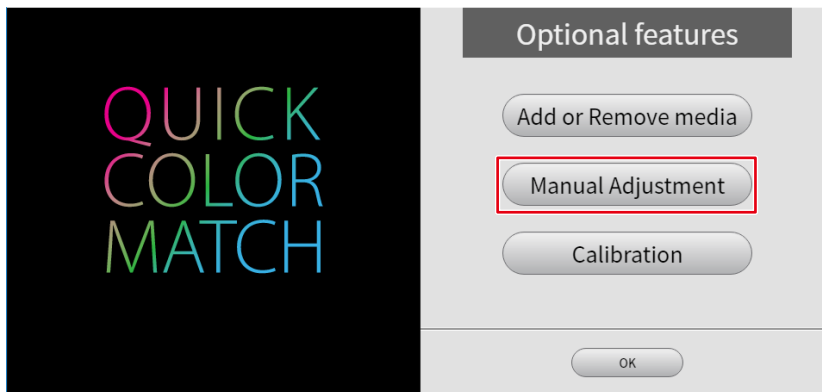 QUICK
COLOR
MATCH
Optional features
Add or Remove media
Manual Adjustment
Calibration
OK